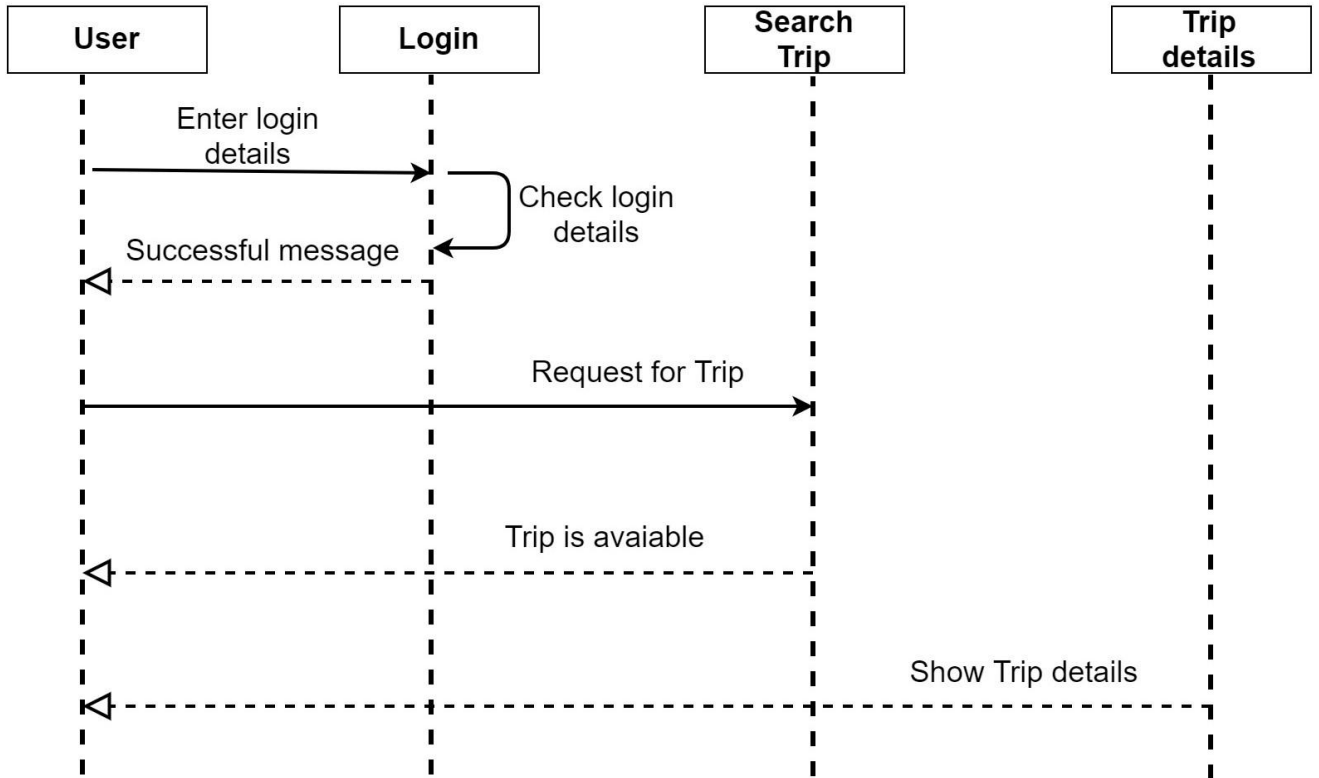 User
Login
Search
Trip
Trip
details
Enter login
details
Check login
details
Successful message
Request for Trip
Trip is avaiable
Show Trip details